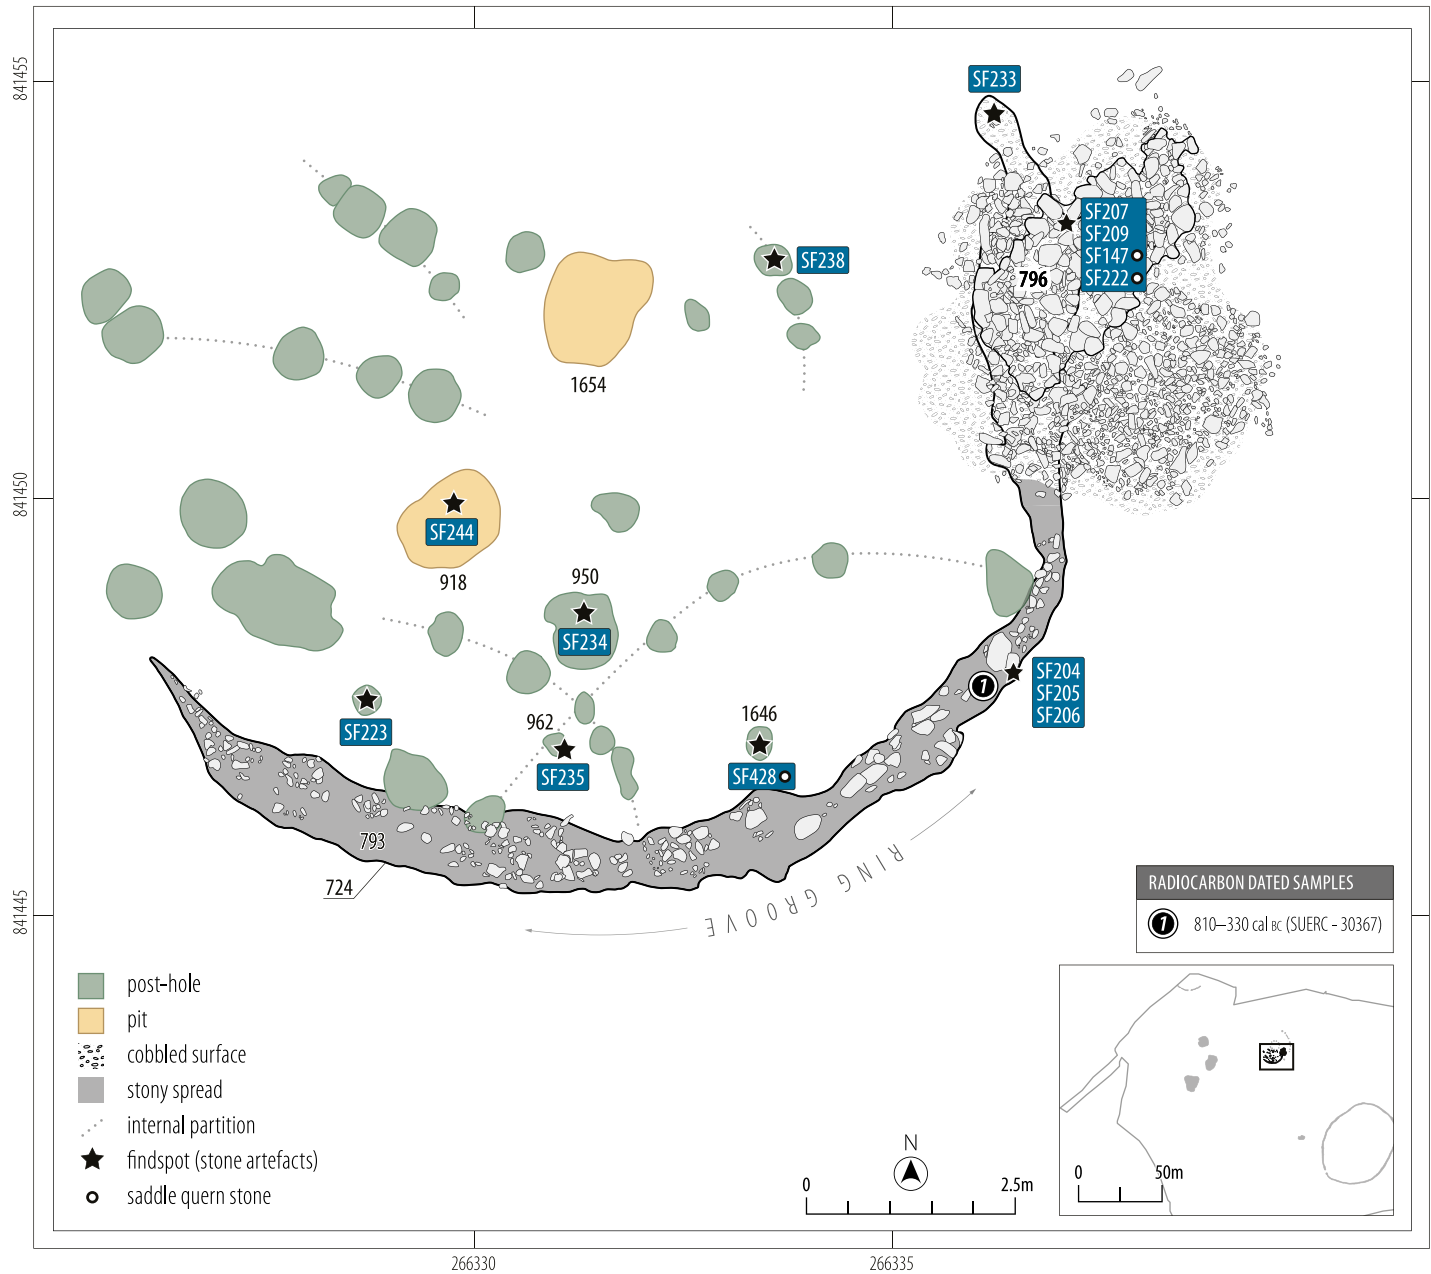 841455
841450
841445
SF233
SF207
SF209
SF147
SF222
796
SF238
1654
SF244
918
950
SF234
SF223
962
SF235
1646
SF428
SF204
SF205
SF206
1
793
724
RING GROOVE
RADIOCARBON DATED SAMPLES
1 810–330 cal BC (SUERC - 30367)
post-hole
pit
cobbled surface
stony spread
internal partition
findspot (stone artefacts)
saddle quern stone
N
0 2.5m
0 50m
266330 266335